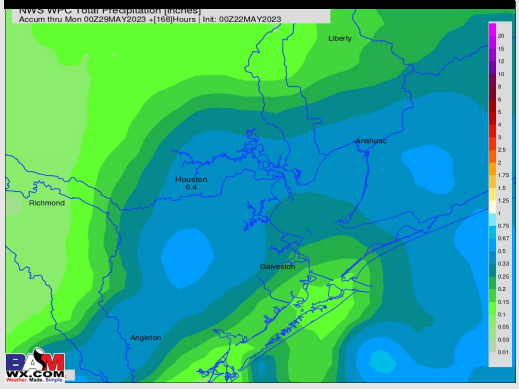 NWS WPC Total Precipitation [inches]
Accum thru Mon 00Z29MAY2023 +[168]Hours | Init: 00Z22MAY2023
Liberty
Anahuac
Houston
0.4
Richmond
Galveston
Angleton
20
15
12
10
8
6
5
4
3
2.5
2
1.75
1.5
1.25
1
0.75
0.67
0.5
0.33
0.25
0.2
0.15
0.1
0.05
0.03
0.01
BAM
WX.COM
Weather. Made. Simple.